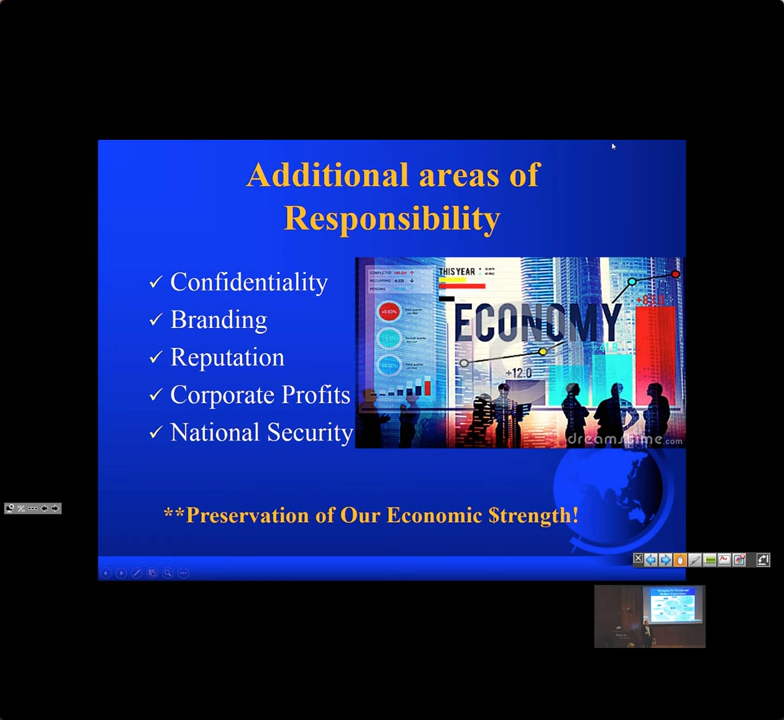 Additional areas of
Responsibility
✓ Confidentiality
✓ Branding
✓ Reputation
✓ Corporate Profits
✓ National Security
THIS YEAR
ECONOMY
+12.0
dreamstime.com
**Preservation of Our Economic $trength!